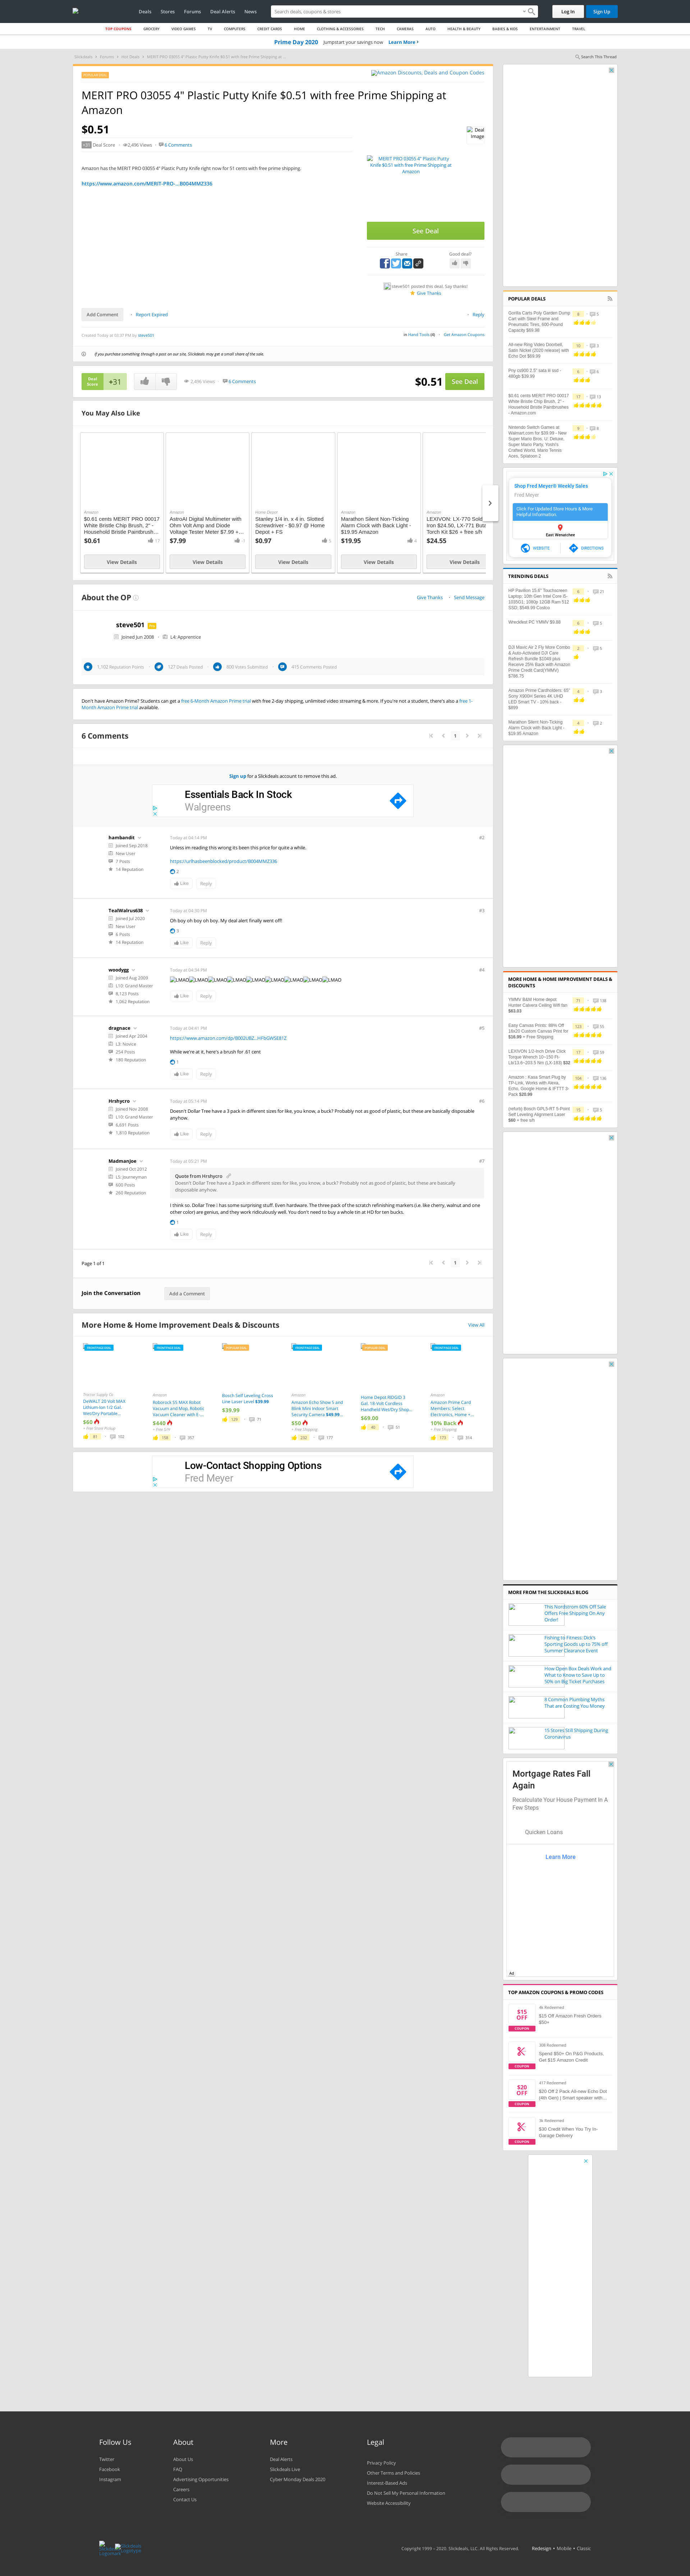 Deals Stores Forums Deal Alerts News
Search deals, coupons & stores
Log In Sign Up
TOP COUPONS GROCERY VIDEO GAMES TV COMPUTERS CREDIT CARDS HOME CLOTHING & ACCESSORIES TECH CAMERAS AUTO HEALTH & BEAUTY BABIES & KIDS ENTERTAINMENT TRAVEL
Prime Day 2020 Jumpstart your savings now Learn More
Search This Thread
POPULAR DEAL
Amazon Discounts, Deals and Coupon Codes
MERIT PRO 03055 4" Plastic Putty Knife $0.51 with free Prime Shipping at
Amazon
$0.51
Deal Score 2,496 Views 6 Comments
Deal
Image
Amazon has the MERIT PRO 03055 4" Plastic Putty Knife right now for 51 cents with free prime shipping.
https://www.amazon.com/MERIT-PRO-...B004MMZ336
MERIT PRO 03055 4" Plastic Putty
Knife $0.51 with free Prime Shipping at
Amazon
See Deal
Share Good deal?
steve501 posted this deal. Say thanks!
Give Thanks
Add Comment Report Expired Reply
Created Today at 03:31 PM by steve501
in Hand Tools (4) Get Amazon Coupons
If you purchase something through a post on our site, Slickdeals may get a small share of the sale.
Deal
Score +31 2,496 Views 6 Comments $0.51 See Deal
You May Also Like
Amazon
$0.61 cents MERIT PRO 00017
White Bristle Chip Brush, 2" -
Household Bristle Paintbrush...
$0.61 17
View Details
Amazon
AstroAI Digital Multimeter with
Ohm Volt Amp and Diode
Voltage Tester Meter $7.99 +...
$7.99
View Details
Home Depot
Stanley 1/4 in. x 4 in. Slotted
Screwdriver - $0.97 @ Home
Depot + FS
$0.97
View Details
Amazon
Marathon Silent Non-Ticking
Alarm Clock with Back Light -
$19.95 Amazon
$19.95 4
View Details
LEXIVON: LX-770 Sold
Iron $24.50, LX-771 Buta
Torch Kit $26 + free s/h
$24.55
View Details
About the OP
Give Thanks Send Message
steve501
Joined Jun 2008 L4: Apprentice
1,102 Reputation Points 127 Deals Posted 800 Votes Submitted 415 Comments Posted
Don't have Amazon Prime? Students can get a free 6-Month Amazon Prime trial with free 2-day shipping, unlimited video streaming & more. If you're not a student, there's also a free 1-
Month Amazon Prime trial available.
6 Comments
1
Sign up for a Slickdeals account to remove this ad.
Essentials Back In Stock
Walgreens
hambandit Today at 04:14 PM #2
Joined Sep 2018
New User
7 Posts
14 Reputation
Unless im reading its wrong its been this price for quite a while.
https://urlhasbeenblocked/product/B004MMZ336
2
Like Reply
TealWalrus638 Today at 04:30 PM #3
Joined Jul 2020
New User
6 Posts
14 Reputation
Oh boy oh boy oh boy. My deal alert finally went off!
3
Like Reply
woodygg Today at 04:34 PM #4
Joined Aug 2009
L10: Grand Master
8,123 Posts
1,062 Reputation
LMAO LMAO LMAO LMAO LMAO LMAO LMAO LMAO LMAO
Like Reply
dragnace Today at 04:41 PM #5
Joined Apr 2004
L3: Novice
254 Posts
180 Reputation
https://www.amazon.com/dp/B002U8Z...HFbGWSE812
While we're at it, here's a brush for .61 cent
1
Like Reply
Hrshycro Today at 05:14 PM #6
Joined Nov 2008
L10: Grand Master
6,691 Posts
1,810 Reputation
Doesn't Dollar Tree have a 3 pack in different sizes for like, you know, a buck? Probably not as good of plastic, but these are basically disposable
anyhow.
Like Reply
Madmanjoe Today at 05:21 PM #7
Joined Oct 2012
L5: Journeyman
600 Posts
260 Reputation
Quote from Hrshycro
Doesn't Dollar Tree have a 3 pack in different sizes for like, you know, a buck? Probably not as good of plastic, but these are basically
disposable anyhow.
I think so. Dollar Tree :) has some surprising stuff. Even hardware. The three pack of the scratch refinishing markers (i.e. like cherry, walnut and one
other color) are genius, and they work ridiculously well. You don't need to buy a whole tin at HD for ten bucks.
1
Like Reply
Page 1 of 1 1
Join the Conversation Add a Comment
More Home & Home Improvement Deals & Discounts View All
Tractor Supply Co
DeWALT 20 Volt MAX
Lithium-Ion 1/2 Gal.
Wet/Dry Portable...
$60
+ Free Store Pickup
81 102
Amazon
Roborock S5 MAX Robot
Vacuum and Mop, Robotic
Vacuum Cleaner with E-...
$440
+ free s/h
168 307
Bosch Self Leveling Cross
Line Laser Level $39.99
$39.99
125 71
Amazon
Amazon Echo Show 5 and
Blink Mini Indoor Smart
Security Camera $49.99...
$50
+ Free Shipping
230 177
Home Depot RIDGID 3
Gal. 18-Volt Cordless
Handheld Wet/Dry Shop...
$69.00
46 31
Amazon
Amazon Prime Card
Members: Select
Electronics, Home +...
10% Back
+ Free Shipping
173 314
Low-Contact Shopping Options
Fred Meyer
POPULAR DEALS
Gorilla Carts Poly Garden Dump
Cart with Steel Frame and
Pneumatic Tires, 600-Pound
Capacity $69.98
All-new Ring Video Doorbell,
Satin Nickel (2020 release) with
Echo Dot $69.99
Pny cs900 2.5" sata iii ssd -
480gb $39.99
$0.61 cents MERIT PRO 00017
White Bristle Chip Brush, 2" -
Household Bristle Paintbrushes
- Amazon.com
Nintendo Switch Games at
Walmart.com for $39.99 - New
Super Mario Bros. U: Deluxe,
Super Mario Party, Yoshi's
Crafted World, Mario Tennis
Aces, Splatoon 2
Shop Fred Meyer® Weekly Sales
Fred Meyer
Click For Updated Store Hours & More
Helpful Information
East Wenatchee
WEBSITE DIRECTIONS
TRENDING DEALS
HP Pavilion 15.6" Touchscreen
Laptop: 10th Gen Intel Core i5-
1035G1, 1080p 12GB Ram 512
SSD, $549.99 Costco
Wreckfest PC YMMV $9.88
DJI Mavic Air 2 Fly More Combo
& Auto-Activated DJI Care
Refresh Bundle $1048 plus
Receive 25% Back with Amazon
Prime Credit Card(YMMV)
$786.75
Amazon Prime Cardholders: 65"
Sony X900H Series 4K UHD
LED Smart TV - 10% back -
$899
Marathon Silent Non-Ticking
Alarm Clock with Back Light -
$19.95 Amazon
MORE HOME & HOME IMPROVEMENT DEALS &
DISCOUNTS
YMMV B&M Home depot
Hunter Cabrera Ceiling Wifi fan
$83.03
Easy Canvas Prints: 88% Off
16x20 Custom Canvas Print for
$16.99 + Free Shipping
LEXIVON 1/2-Inch Drive Click
Torque Wrench 10~150 Ft-
Lb/13.6~203.5 Nm (LX-183) $32
Amazon : Kasa Smart Plug by
TP-Link, Works with Alexa,
Echo, Google Home & IFTTT 3-
Pack $20.99
(refurb) Bosch GPL5-RT 5 Point
Self Leveling Alignment Laser
$60 + free s/h
MORE FROM THE SLICKDEALS BLOG
This Nordstrom 60% Off Sale
Offers Free Shipping On Any
Order!
Fishing to Fitness: Dick's
Sporting Goods up to 75% off
Summer Clearance Event
How Open Box Deals Work and
What to Know to Save Up to
50% on Big Ticket Purchases
8 Common Plumbing Myths
That are Costing You Money
15 Stores Still Shipping During
Coronavirus
Mortgage Rates Fall
Again
Recalculate Your House Payment In A
Few Steps
Quicken Loans
Learn More
Ad
TOP AMAZON COUPONS & PROMO CODES
$15
OFF
COUPON
4k Redeemed
$15 Off Amazon Fresh Orders
$50+
COUPON
308 Redeemed
Spend $50+ On P&G Products,
Get $15 Amazon Credit
$20
OFF
COUPON
417 Redeemed
$20 Off 2 Pack All-new Echo Dot
(4th Gen) | Smart speaker with...
COUPON
3k Redeemed
$30 Credit When You Try In-
Garage Delivery
Follow Us
Twitter
Facebook
Instagram
About
About Us
FAQ
Advertising Opportunities
Careers
Contact Us
More
Deal Alerts
Slickdeals Live
Cyber Monday Deals 2020
Legal
Privacy Policy
Other Terms and Policies
Interest-Based Ads
Do Not Sell My Personal Information
Website Accessibility
Copyright 1999 - 2020. Slickdeals, LLC. All Rights Reserved. Redesign • Mobile • Classic